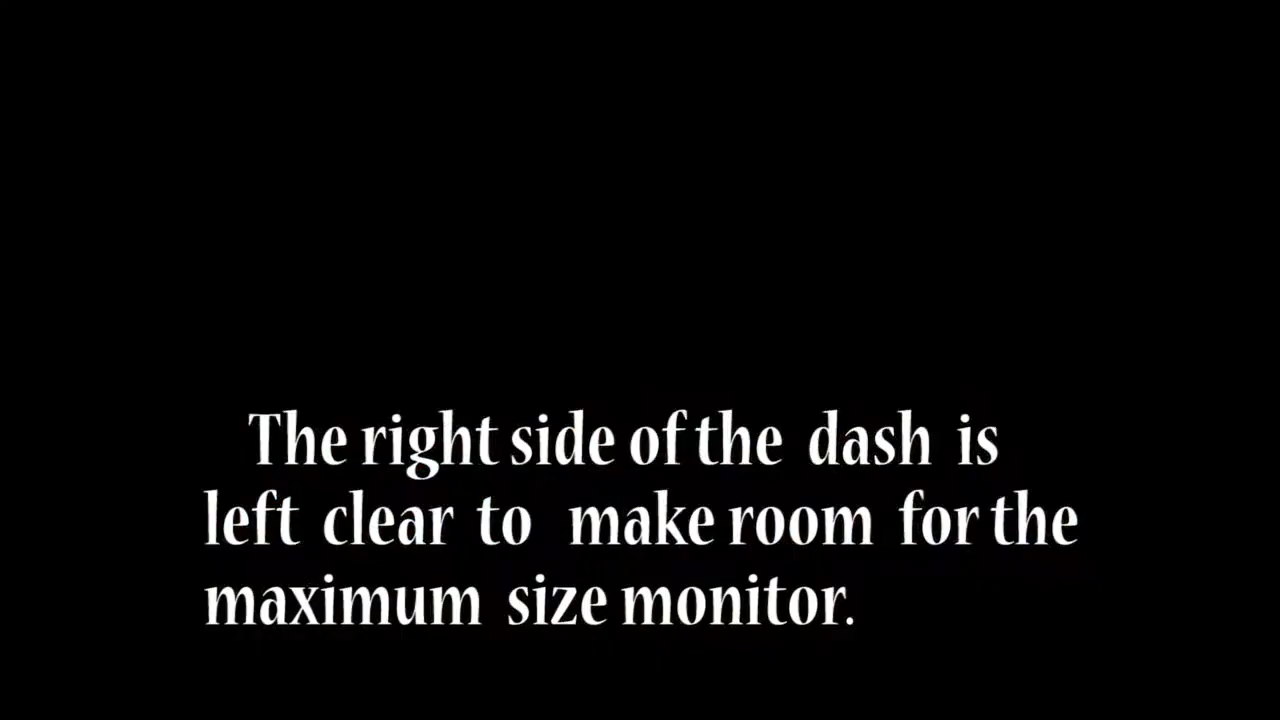 The right side of the dash is
left clear to make room for the
maximum size monitor.